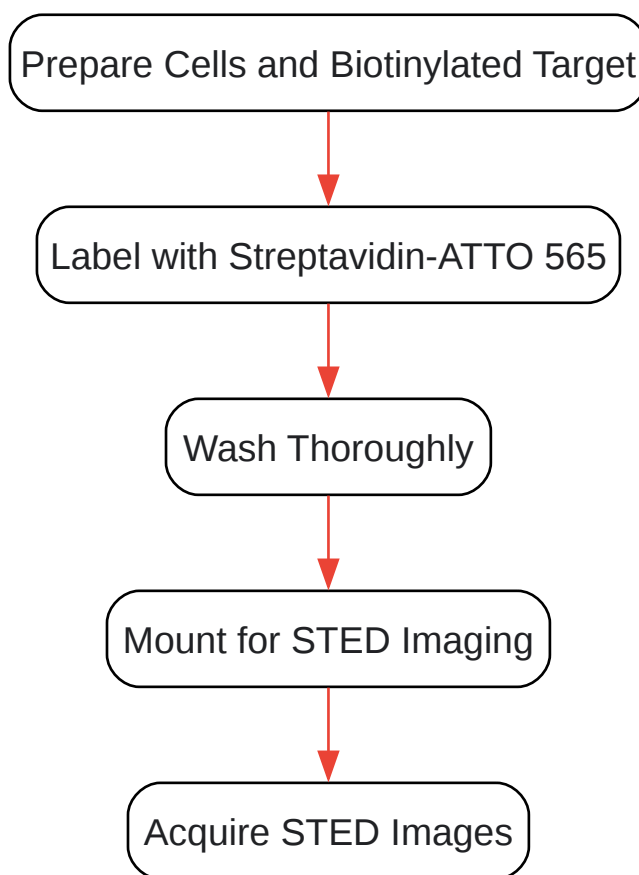 Prepare Cells and Biotinylated Target
Label with Streptavidin-ATTO 565
Wash Thoroughly
Mount for STED Imaging
Acquire STED Images